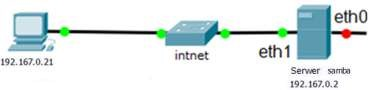 eth0
eth1
intnet
192.167.0.21
Serwer samba
192.167.0.2